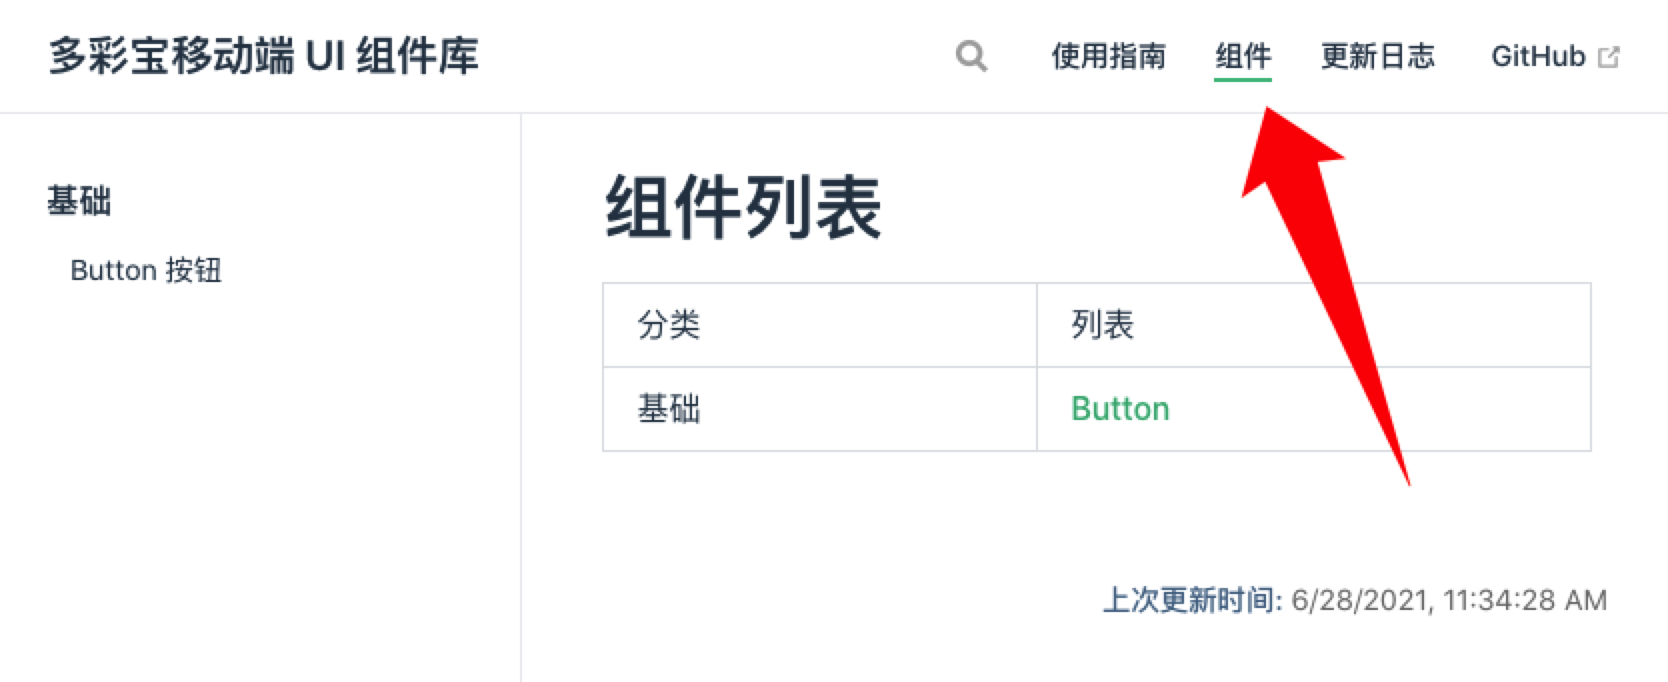 多彩宝移动端 UI 组件库
使用指南 组件 更新日志 GitHub
基础
Button 按钮
组件列表
分类 列表
基础 Button
上次更新时间: 6/28/2021, 11:34:28 AM